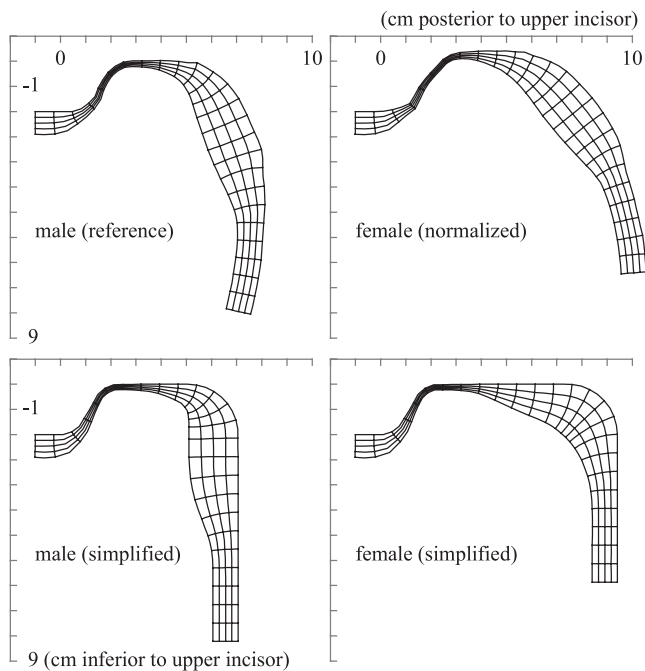 (cm posterior to upper incisor)
0 10 0 10
-1
male (reference) female (normalized)
9
-1
male (simplified) female (simplified)
9 (cm inferior to upper incisor)